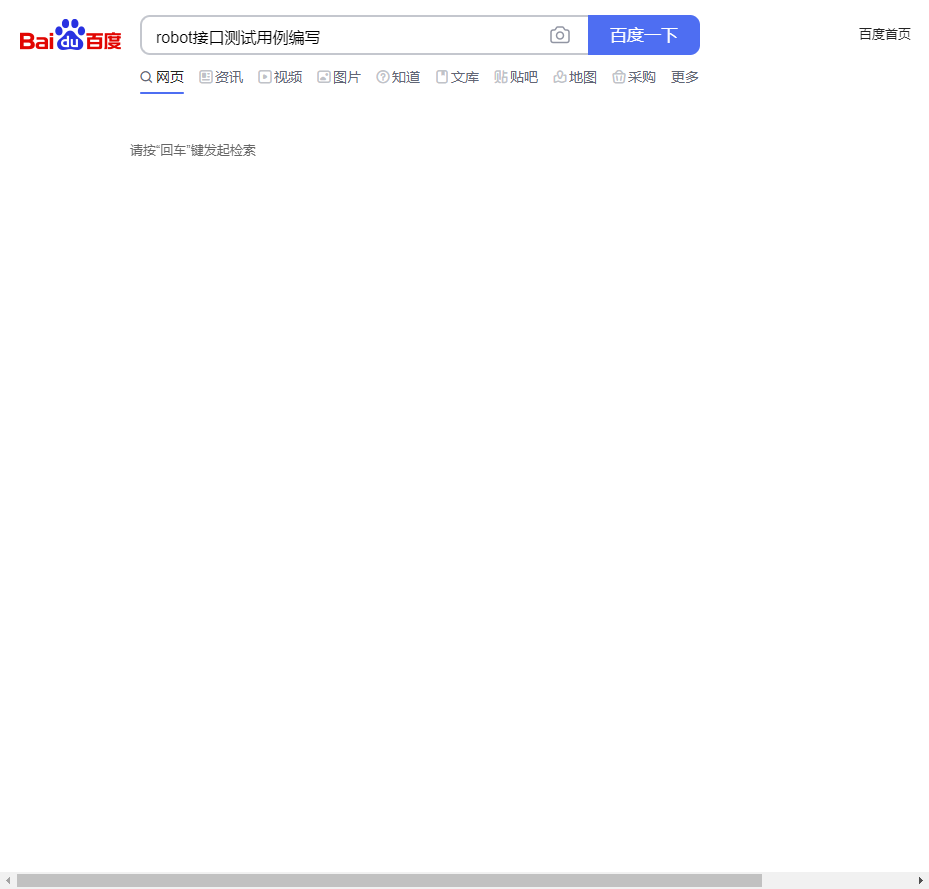 Bai du 百度
robot接口测试用例编写
百度一下
百度首页
网页 资讯 视频 图片 知道 文库 贴吧 地图 采购 更多
请按“回车”键发起检索